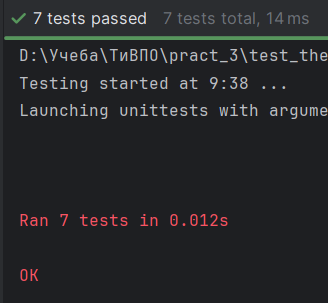 7 tests passed 7 tests total, 14 ms
D:\Учеба\ТиВПО\pract_3\test_the
Testing started at 9:38 ...
Launching unittests with argume
Ran 7 tests in 0.012s
OK